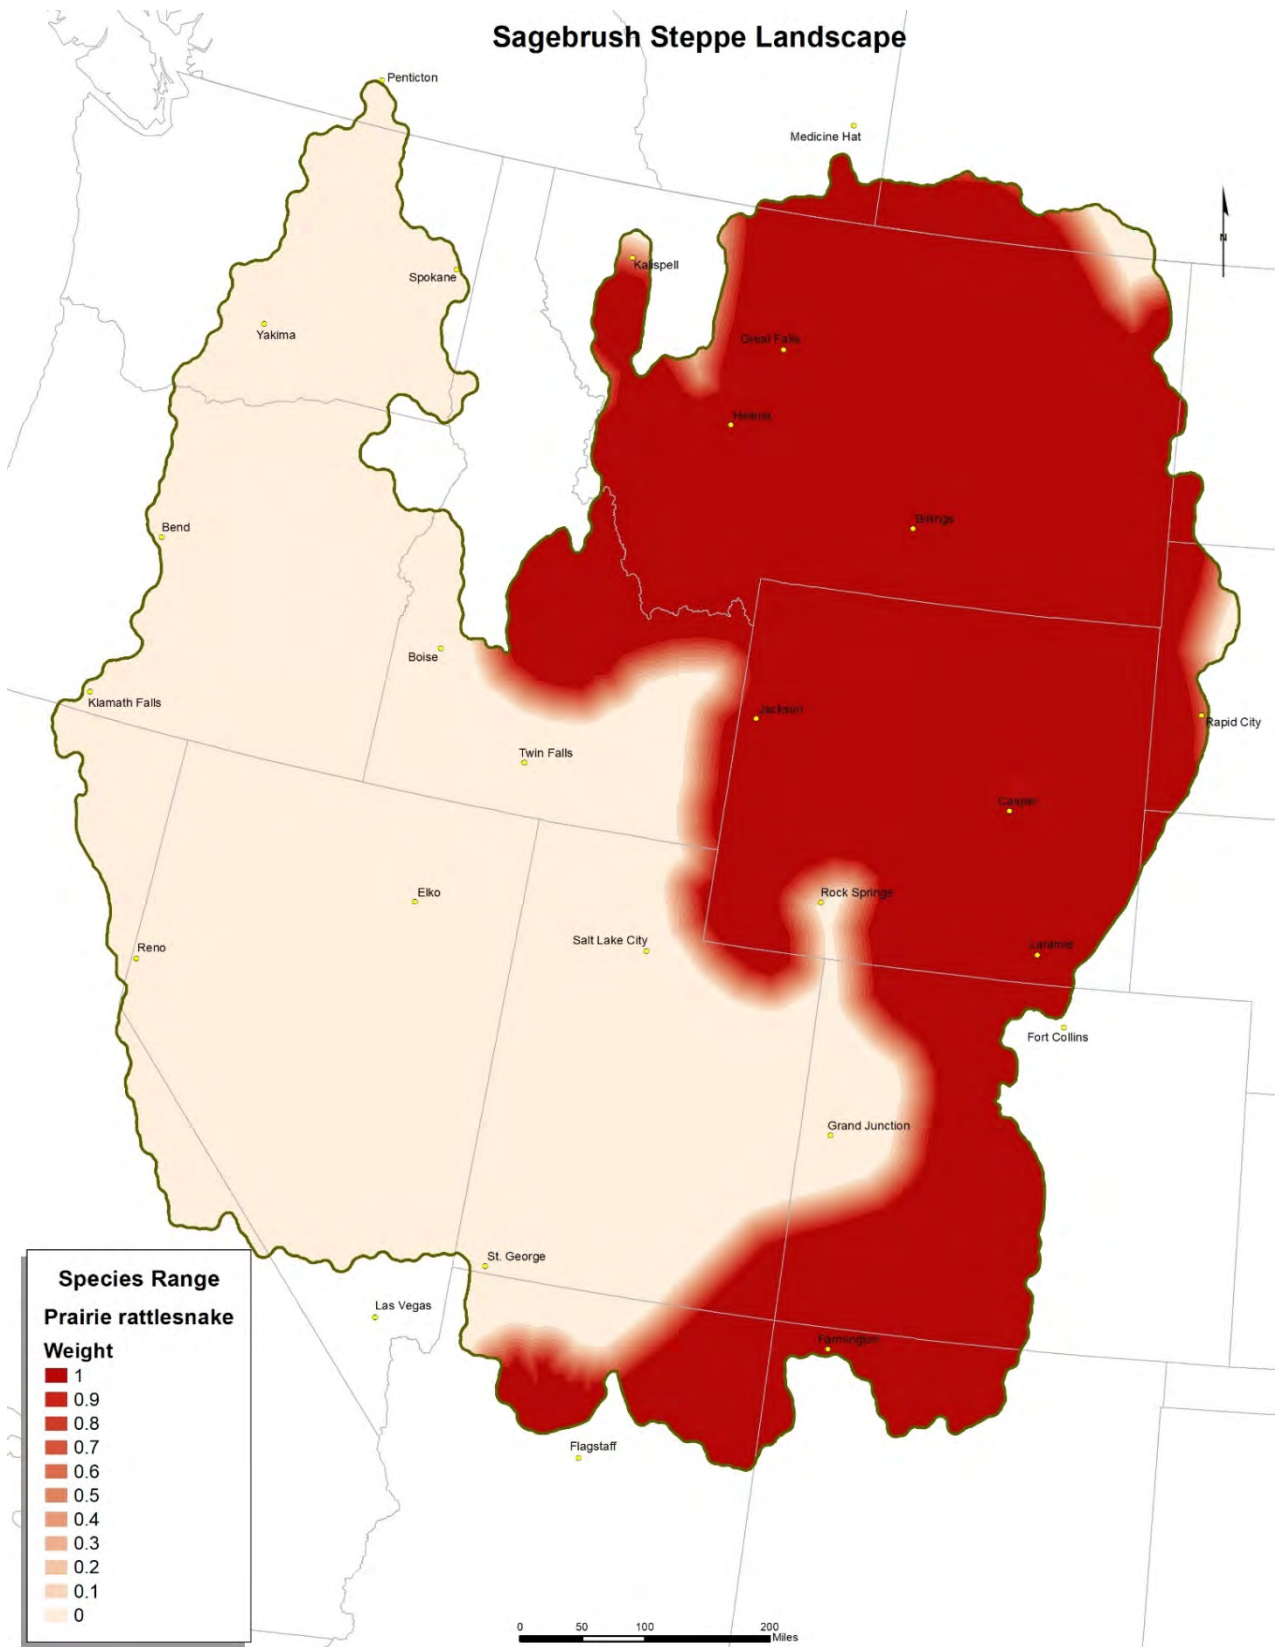 Sagebrush Steppe Landscape
Penticton
Medicine Hat
N
Spokane
Kalispell
Yakima
Great Falls
Helena
Billings
Bend
Boise
Klamath Falls
Jackson
Rapid City
Twin Falls
Casper
Elko
Rock Springs
Reno
Salt Lake City
Laramie
Fort Collins
Grand Junction
St. George
Las Vegas
Farmington
Flagstaff
Species Range
Prairie rattlesnake
Weight
1
0.9
0.8
0.7
0.6
0.5
0.4
0.3
0.2
0.1
0
0 50 100 200
Miles